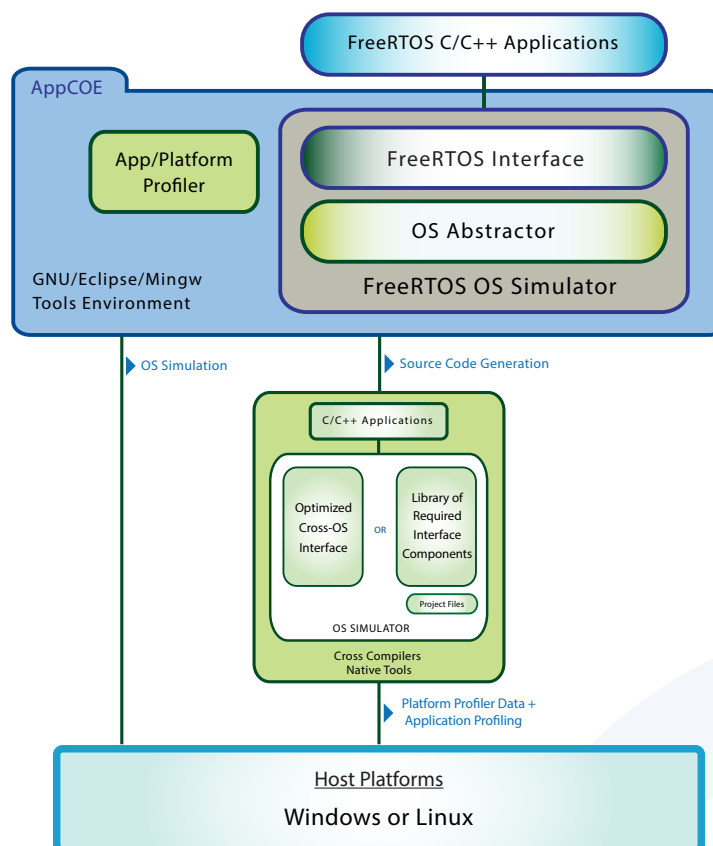 FreeRTOS C/C++ Applications
AppCOE
App/Platform
Profiler
FreeRTOS Interface
OS Abstractor
FreeRTOS OS Simulator
GNU/Eclipse/Mingw
Tools Environment
OS Simulation
Source Code Generation
C/C++ Applications
Optimized
Cross-OS
Interface
OR
Library of
Required
Interface
Components
Project Files
OS SIMULATOR
Cross Compilers
Native Tools
Platform Profiler Data +
Application Profiling
Host Platforms
Windows or Linux